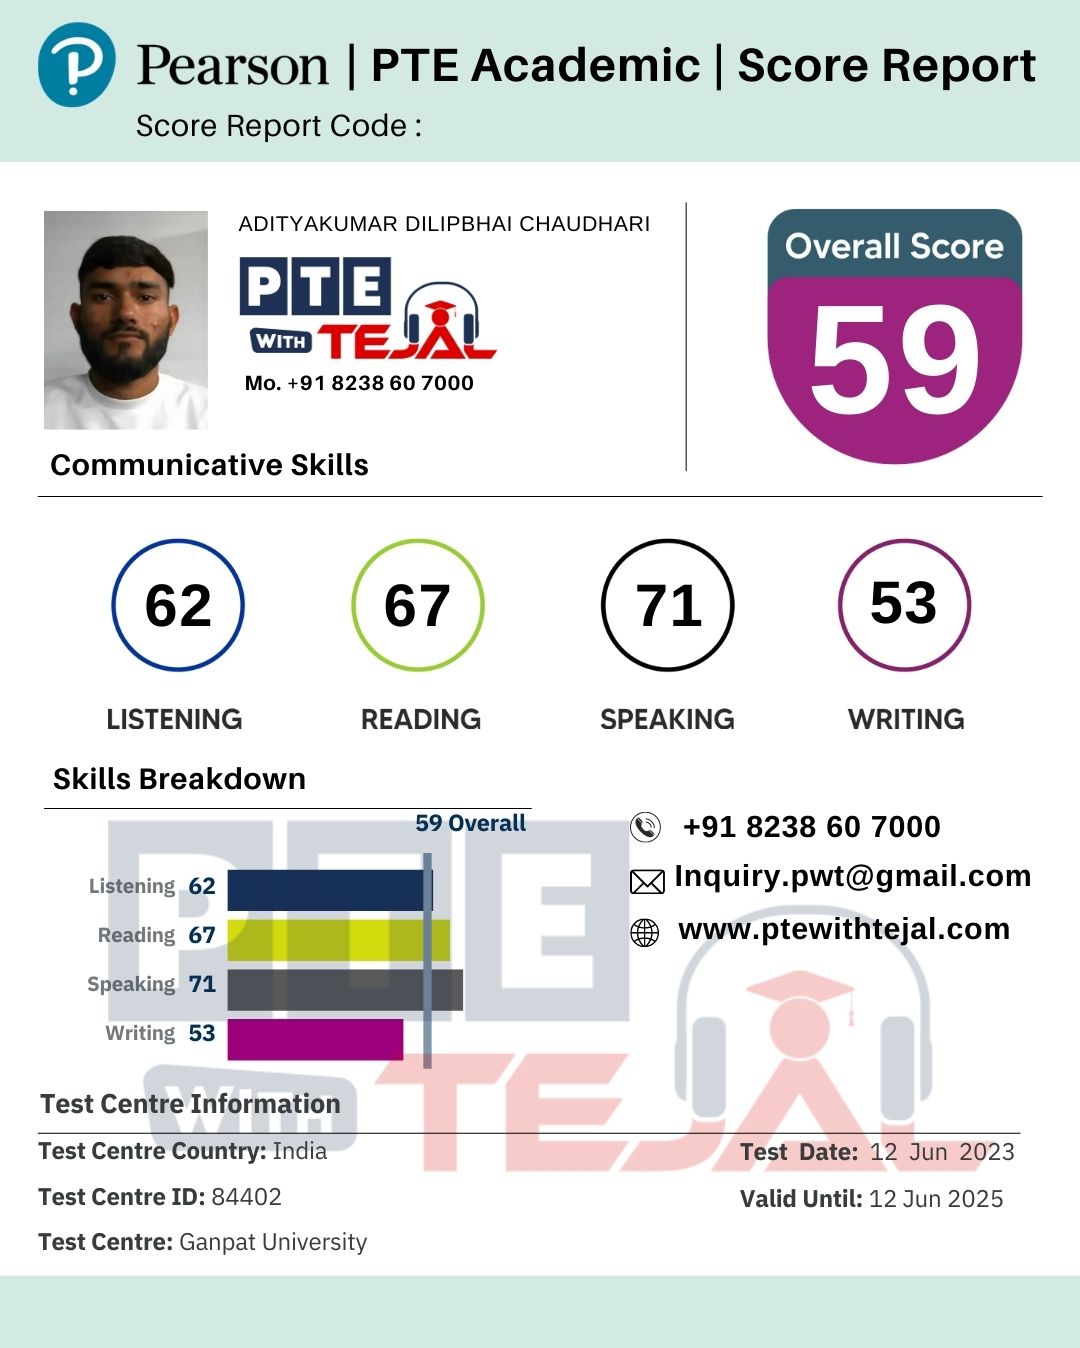 Pearson | PTE Academic | Score Report
Score Report Code :
ADITYAKUMAR DILIPBHAI CHAUDHARI
PTE
WITH TEJAL
Mo. +91 8238 60 7000
Overall Score
59
Communicative Skills
62 67 71 53
LISTENING READING SPEAKING WRITING
Skills Breakdown
59 Overall
Listening 62
Reading 67
Speaking 71
Writing 53
+91 8238 60 7000
Inquiry.pwt@gmail.com
www.ptewithtejal.com
PTE
WITH TEJAL
Test Centre Information
Test Centre Country: India
Test Date: 12 Jun 2023
Test Centre ID: 84402
Valid Until: 12 Jun 2025
Test Centre: Ganpat University